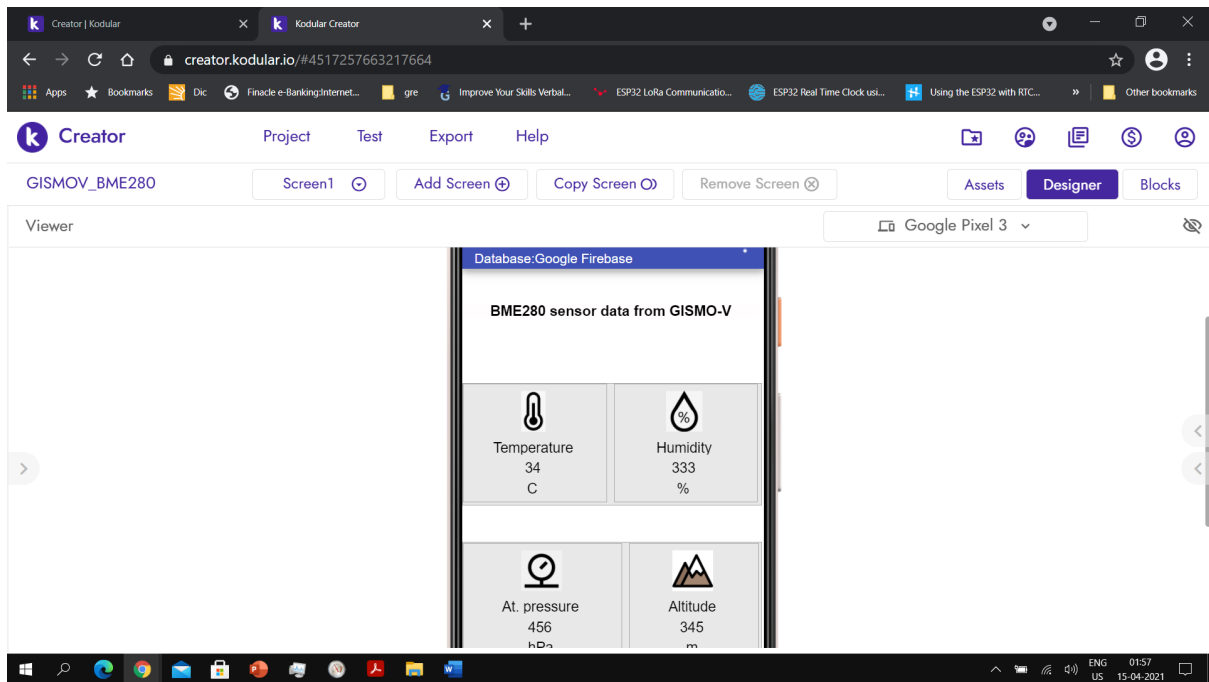 Creator | Kodular
Kodular Creator
creator.kodular.io/#4517257663217664
Apps Bookmarks Dic Finacle e-Banking:Internet... gre Improve Your Skills Verbal... ESP32 LoRa Communicatio... ESP32 Real Time Clock usi... Using the ESP32 with RTC... » Other bookmarks
k Creator Project Test Export Help
GISMOV_BME280 Screen1 Add Screen Copy Screen Remove Screen Assets Designer Blocks
Viewer Google Pixel 3
Database:Google Firebase
BME280 sensor data from GISMO-V
%
Temperature Humidity
34 333
C %
At. pressure Altitude
456 345
hPa m
ENG 01:57
US 15-04-2021